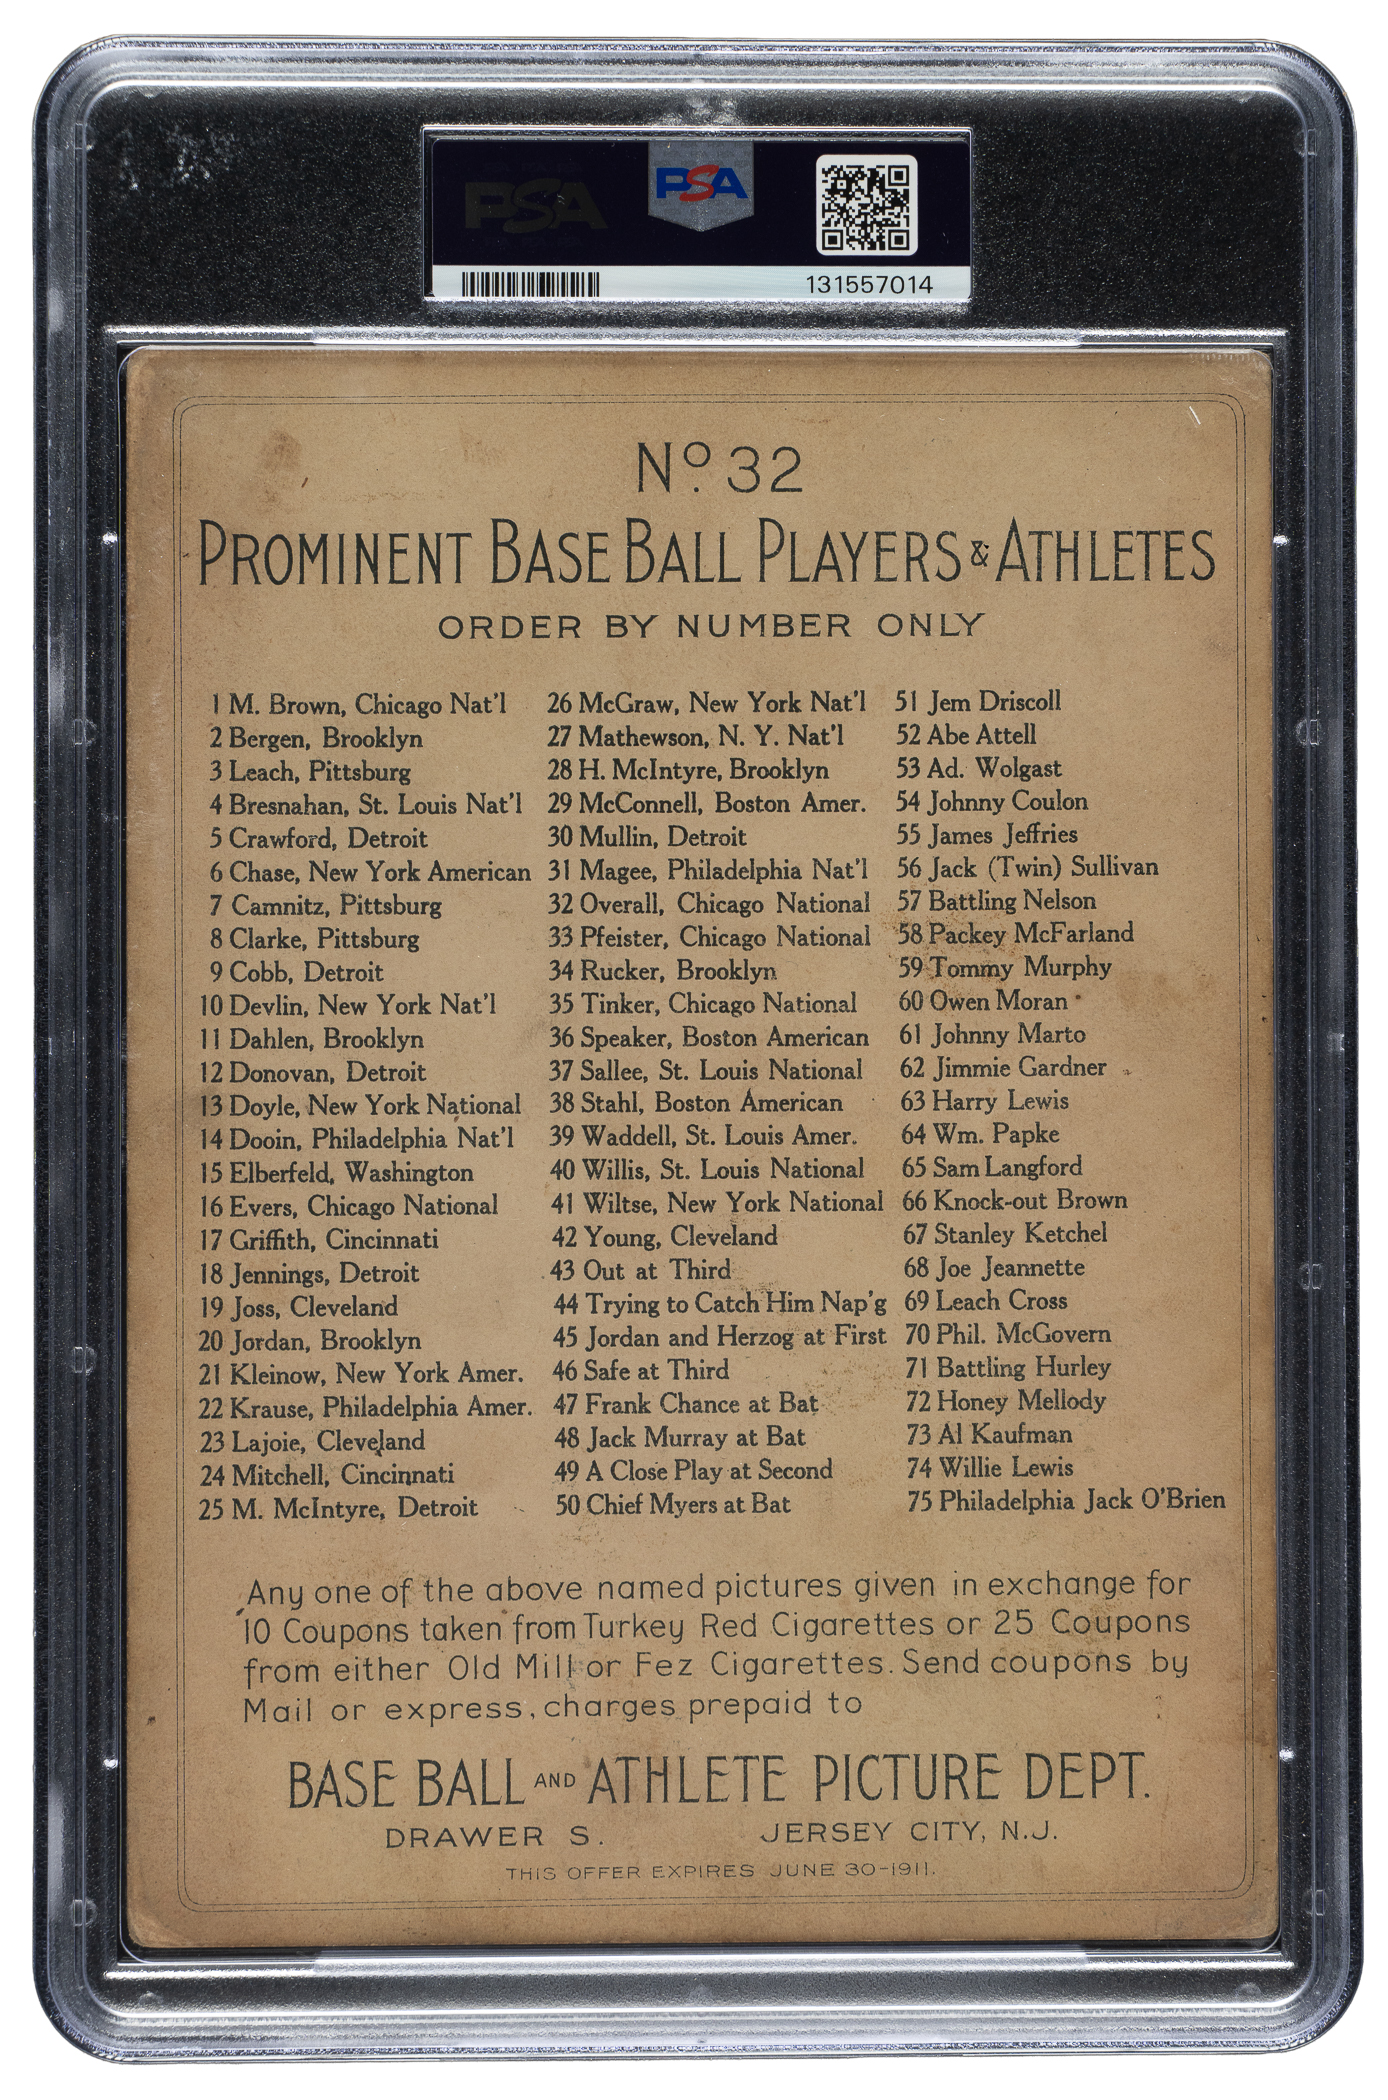 PSA
PSA
131557014
No. 32
PROMINENT BASE BALL PLAYERS & ATHLETES
ORDER BY NUMBER ONLY
1 M. Brown, Chicago Nat'l
2 Bergen, Brooklyn
3 Leach, Pittsburg
4 Bresnahan, St. Louis Nat'l
5 Crawford, Detroit
6 Chase, New York American
7 Camnitz, Pittsburg
8 Clarke, Pittsburg
9 Cobb, Detroit
10 Devlin, New York Nat'l
11 Dahlen, Brooklyn
12 Donovan, Detroit
13 Doyle, New York National
14 Dooin, Philadelphia Nat'l
15 Elberfeld, Washington
16 Evers, Chicago National
17 Griffith, Cincinnati
18 Jennings, Detroit
19 Joss, Cleveland
20 Jordan, Brooklyn
21 Kleinow, New York Amer.
22 Krause, Philadelphia Amer.
23 Lajoie, Cleveland
24 Mitchell, Cincinnati
25 M. McIntyre, Detroit
26 McGraw, New York Nat'l
27 Mathewson, N. Y. Nat'l
28 H. McIntyre, Brooklyn
29 McConnell, Boston Amer.
30 Mullin, Detroit
31 Magee, Philadelphia Nat'l
32 Overall, Chicago National
33 Pfeister, Chicago National
34 Rucker, Brooklyn
35 Tinker, Chicago National
36 Speaker, Boston American
37 Sallee, St. Louis National
38 Stahl, Boston American
39 Waddell, St. Louis Amer.
40 Willis, St. Louis National
41 Wiltse, New York National
42 Young, Cleveland
43 Out at Third
44 Trying to Catch Him Nap'g
45 Jordan and Herzog at First
46 Safe at Third
47 Frank Chance at Bat
48 Jack Murray at Bat
49 A Close Play at Second
50 Chief Myers at Bat
51 Jem Driscoll
52 Abe Attell
53 Ad. Wolgast
54 Johnny Coulon
55 James Jeffries
56 Jack (Twin) Sullivan
57 Battling Nelson
58 Packey McFarland
59 Tommy Murphy
60 Owen Moran
61 Johnny Marto
62 Jimmie Gardner
63 Harry Lewis
64 Wm. Papke
65 Sam Langford
66 Knock-out Brown
67 Stanley Ketchel
68 Joe Jeannette
69 Leach Cross
70 Phil. McGovern
71 Battling Hurley
72 Honey Mellody
73 Al Kaufman
74 Willie Lewis
75 Philadelphia Jack O'Brien
Any one of the above named pictures given in exchange for
10 Coupons taken from Turkey Red Cigarettes or 25 Coupons
from either Old Mill or Fez Cigarettes. Send coupons by
Mail or express, charges prepaid to
BASE BALL AND ATHLETE PICTURE DEPT.
DRAWER S. JERSEY CITY, N.J.
THIS OFFER EXPIRES JUNE 30-1911.